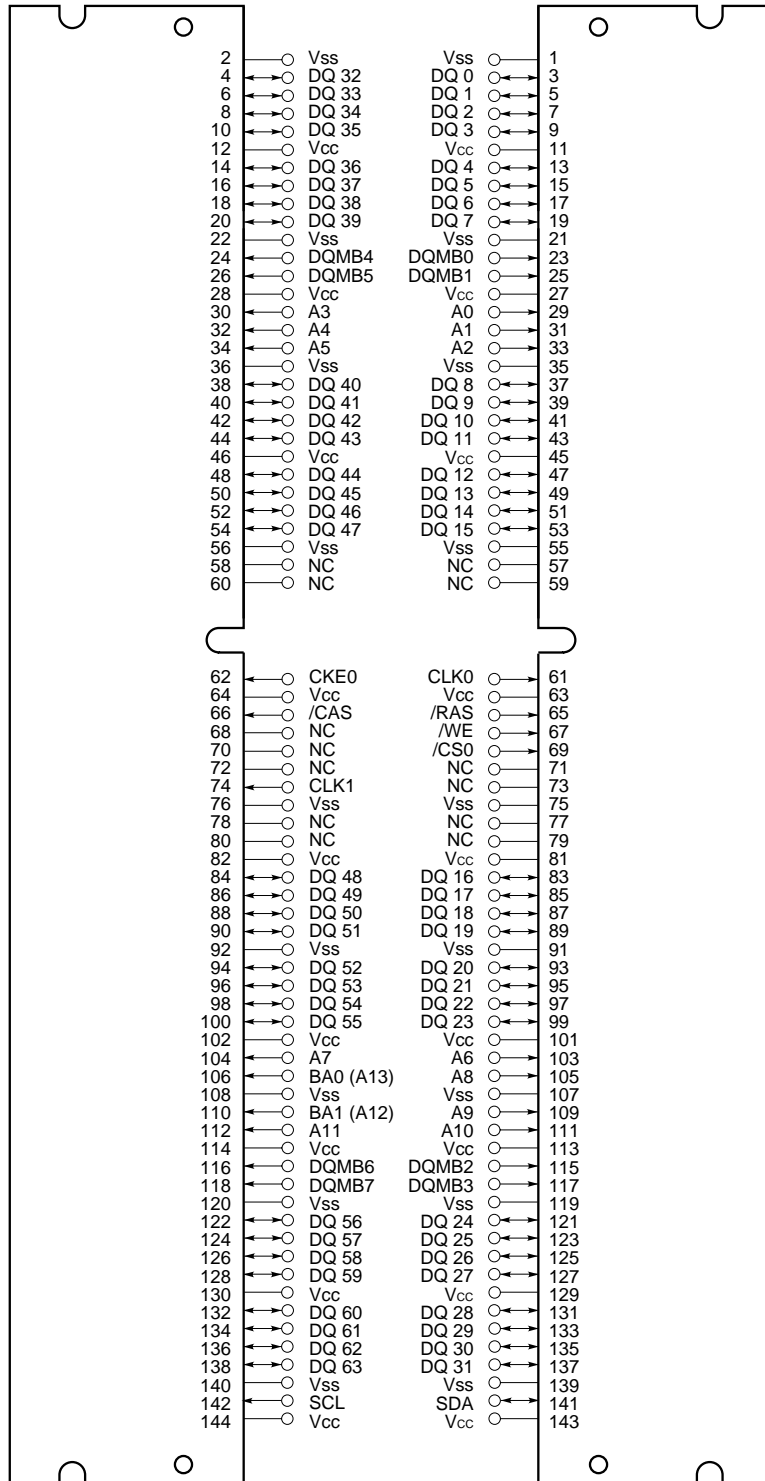 2 Vss Vss 1
4 DQ 32 DQ 0 3
6 DQ 33 DQ 1 5
8 DQ 34 DQ 2 7
10 DQ 35 DQ 3 9
12 Vcc Vcc 11
14 DQ 36 DQ 4 13
16 DQ 37 DQ 5 15
18 DQ 38 DQ 6 17
20 DQ 39 DQ 7 19
22 Vss Vss 21
24 DQMB4 DQMB0 23
26 DQMB5 DQMB1 25
28 Vcc Vcc 27
30 A3 A0 29
32 A4 A1 31
34 A5 A2 33
36 Vss Vss 35
38 DQ 40 DQ 8 37
40 DQ 41 DQ 9 39
42 DQ 42 DQ 10 41
44 DQ 43 DQ 11 43
46 Vcc Vcc 45
48 DQ 44 DQ 12 47
50 DQ 45 DQ 13 49
52 DQ 46 DQ 14 51
54 DQ 47 DQ 15 53
56 Vss Vss 55
58 NC NC 57
60 NC NC 59
62 CKE0 CLK0 61
64 Vcc Vcc 63
66 /CAS /RAS 65
68 NC /WE 67
70 NC /CS0 69
72 NC NC 71
74 CLK1 NC 73
76 Vss Vss 75
78 NC NC 77
80 NC NC 79
82 Vcc Vcc 81
84 DQ 48 DQ 16 83
86 DQ 49 DQ 17 85
88 DQ 50 DQ 18 87
90 DQ 51 DQ 19 89
92 Vss Vss 91
94 DQ 52 DQ 20 93
96 DQ 53 DQ 21 95
98 DQ 54 DQ 22 97
100 DQ 55 DQ 23 99
102 Vcc Vcc 101
104 A7 A6 103
106 BA0 (A13) A8 105
108 Vss Vss 107
110 BA1 (A12) A9 109
112 A11 A10 111
114 Vcc Vcc 113
116 DQMB6 DQMB2 115
118 DQMB7 DQMB3 117
120 Vss Vss 119
122 DQ 56 DQ 24 121
124 DQ 57 DQ 25 123
126 DQ 58 DQ 26 125
128 DQ 59 DQ 27 127
130 Vcc Vcc 129
132 DQ 60 DQ 28 131
134 DQ 61 DQ 29 133
136 DQ 62 DQ 30 135
138 DQ 63 DQ 31 137
140 Vss Vss 139
142 SCL SDA 141
144 Vcc Vcc 143